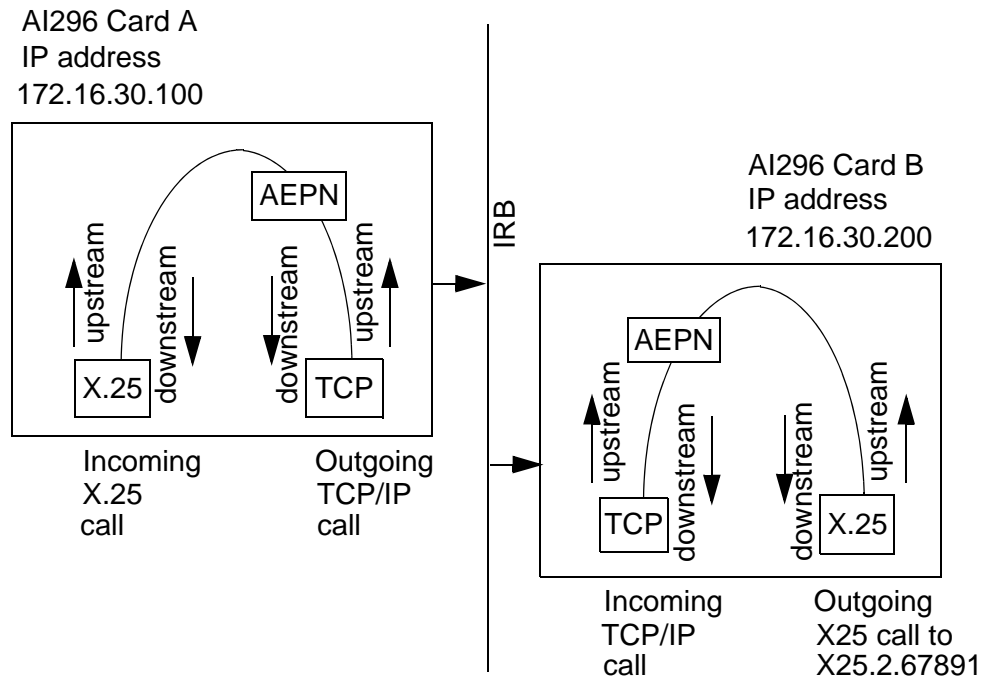 AI296 Card A
IP address
172.16.30.100
AEPN
upstream
downstream
downstream
upstream
X.25
TCP
Incoming
X.25
call
Outgoing
TCP/IP
call
IRB
AI296 Card B
IP address
172.16.30.200
AEPN
upstream
downstream
downstream
upstream
TCP
X.25
Incoming
TCP/IP
call
Outgoing
X25 call to
X25.2.67891